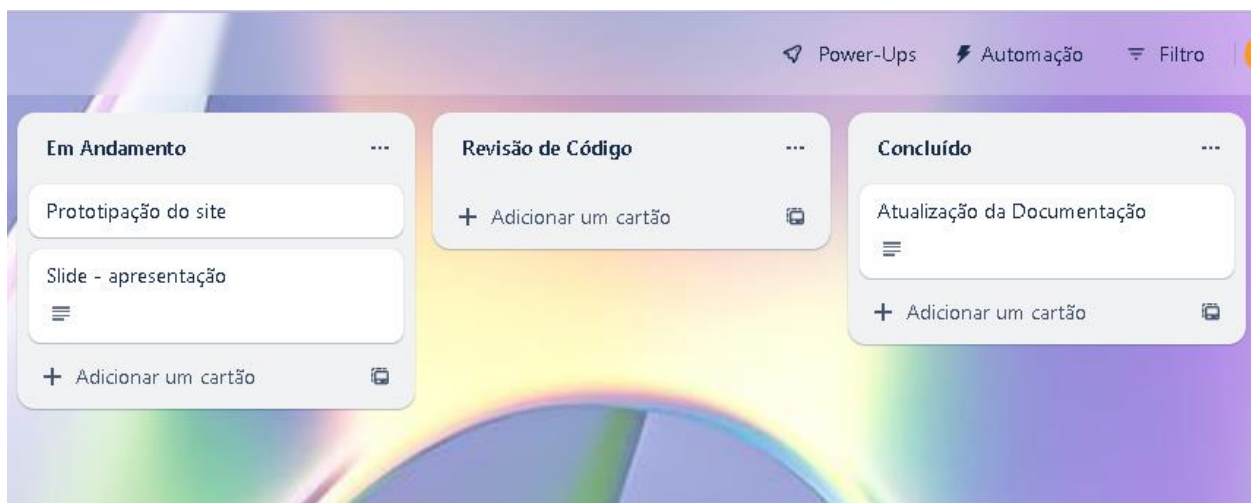 Power-Ups
Automação
Filtro
Em Andamento
Prototipação do site
Slide - apresentação
Adicionar um cartão
Revisão de Código
Adicionar um cartão
Concluído
Atualização da Documentação
Adicionar um cartão